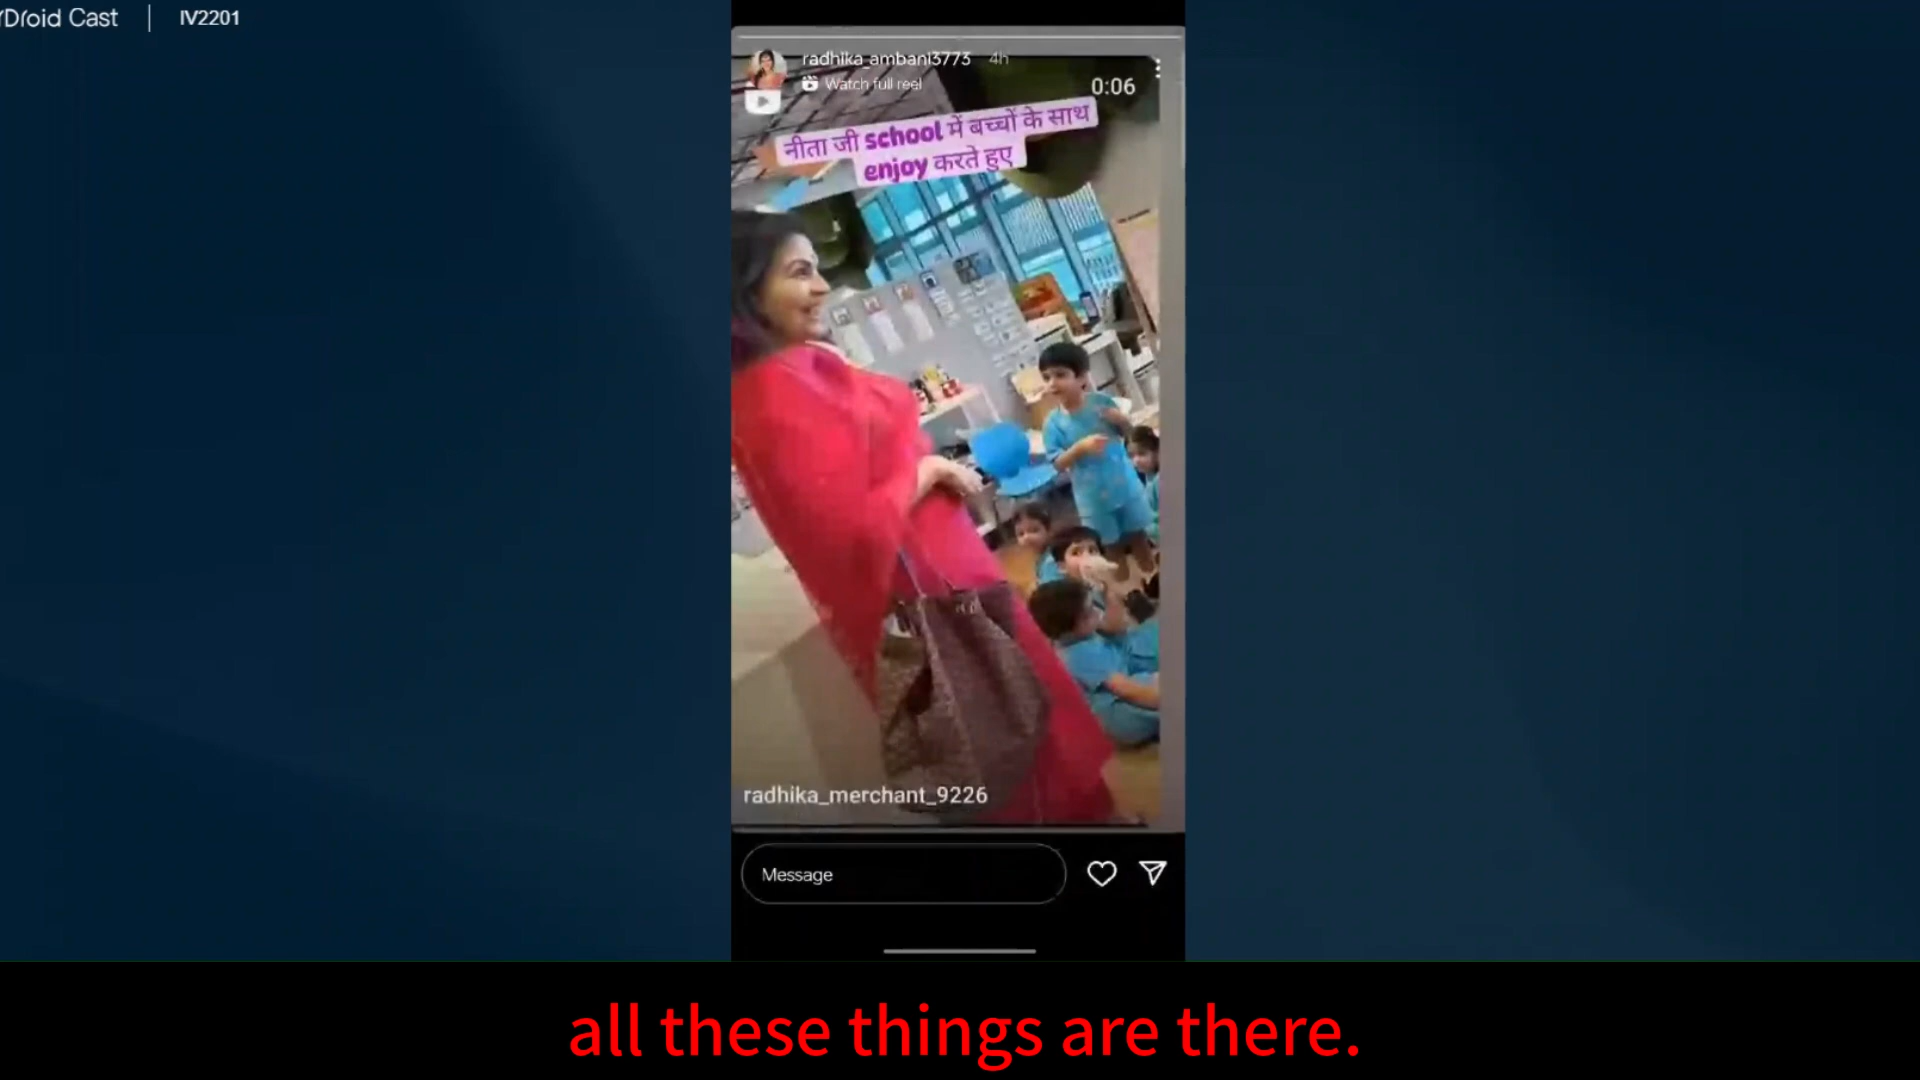 Droid Cast | IV2201
radhika_ambani3773 4h
Watch full reel
0:06
नीता जी school में बच्चों के साथ
enjoy करते हुए
radhika_merchant_9226
Message
all these things are there.